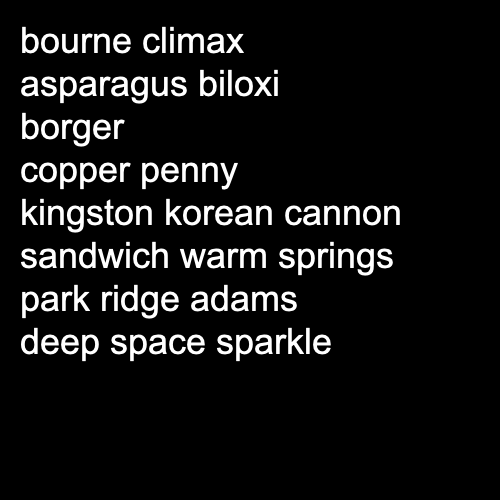 bourne climax
asparagus biloxi
borger
copper penny
kingston korean cannon
sandwich warm springs
park ridge adams
deep space sparkle